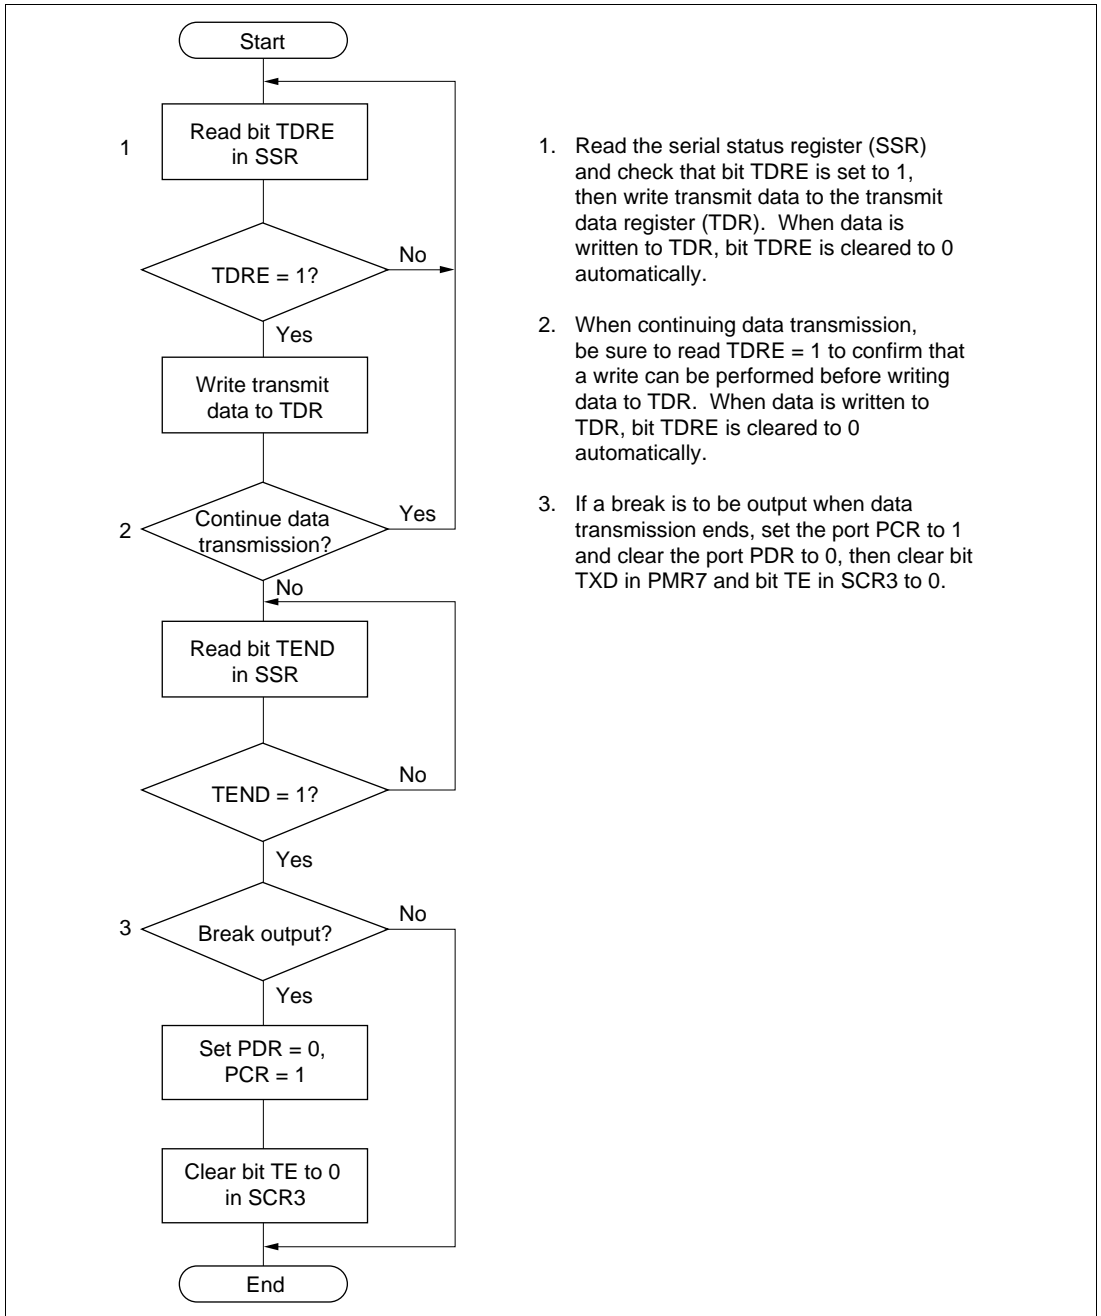 Start
1
Read bit TDRE
in SSR
TDRE = 1?
No
Yes
Write transmit
data to TDR
2
Continue data
transmission?
Yes
No
Read bit TEND
in SSR
TEND = 1?
No
Yes
3
Break output?
No
Yes
Set PDR = 0,
PCR = 1
Clear bit TE to 0
in SCR3
End
1. Read the serial status register (SSR)
and check that bit TDRE is set to 1,
then write transmit data to the transmit
data register (TDR). When data is
written to TDR, bit TDRE is cleared to 0
automatically.
2. When continuing data transmission,
be sure to read TDRE = 1 to confirm that
a write can be performed before writing
data to TDR. When data is written to
TDR, bit TDRE is cleared to 0
automatically.
3. If a break is to be output when data
transmission ends, set the port PCR to 1
and clear the port PDR to 0, then clear bit
TXD in PMR7 and bit TE in SCR3 to 0.